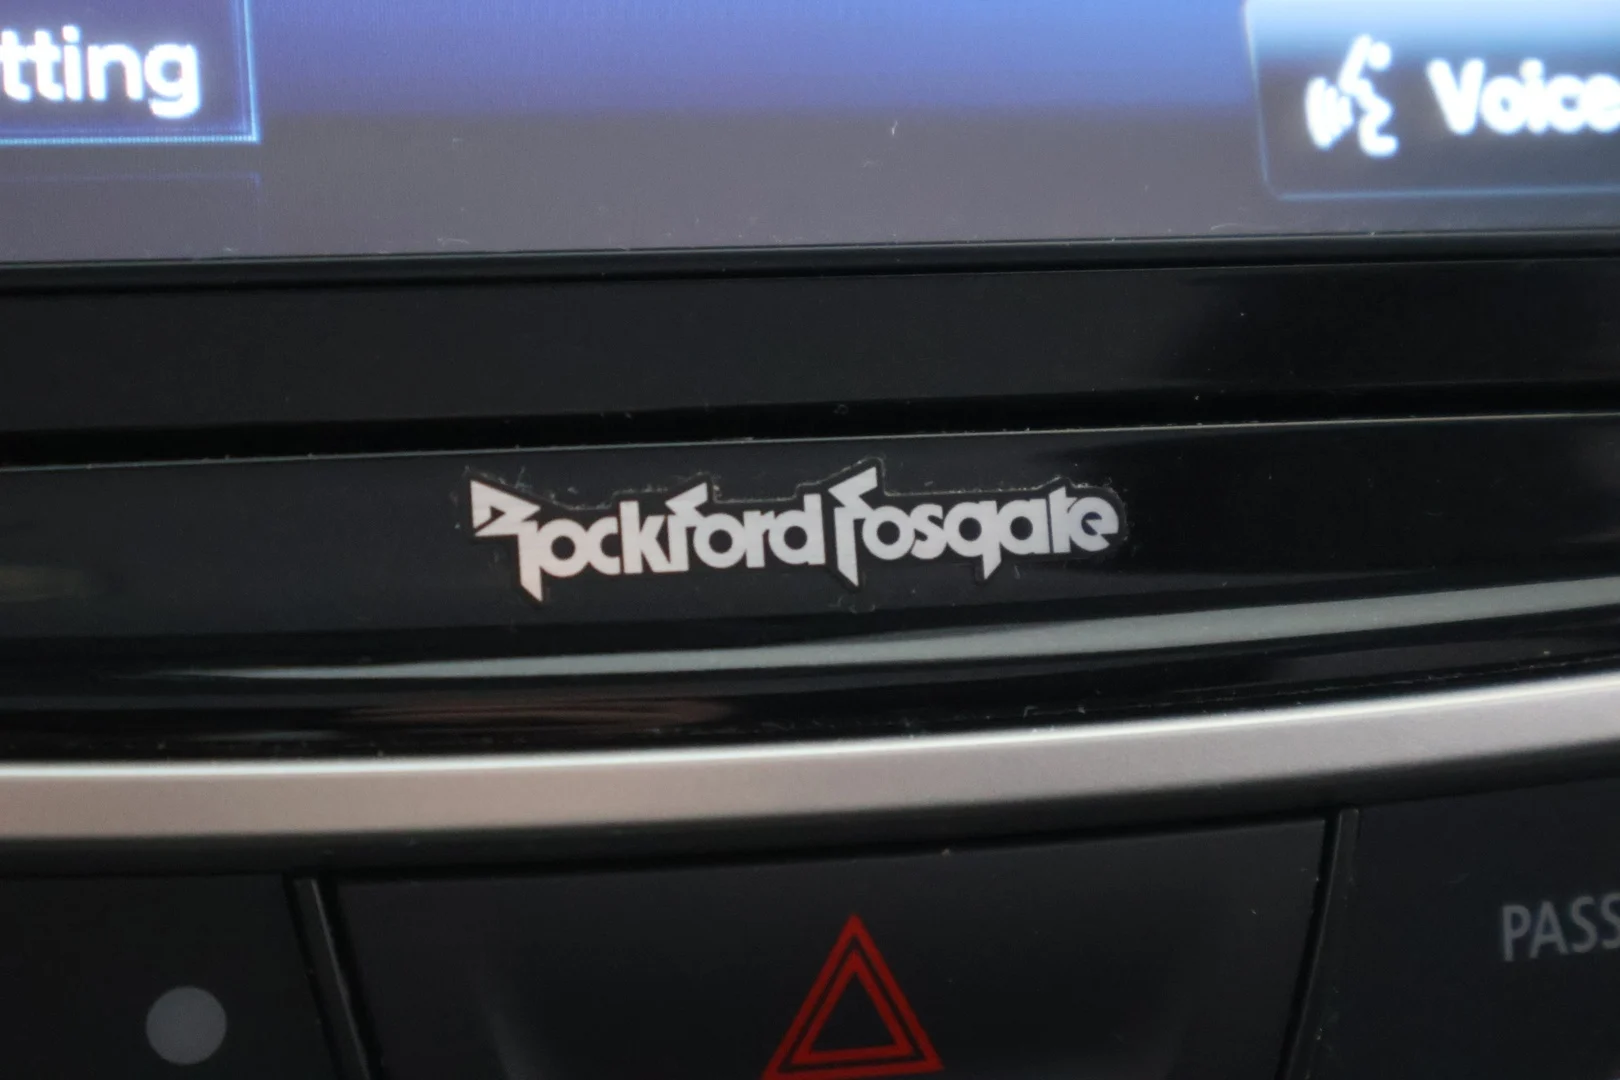 tting
Voice
Rockford Fosgate
PASS